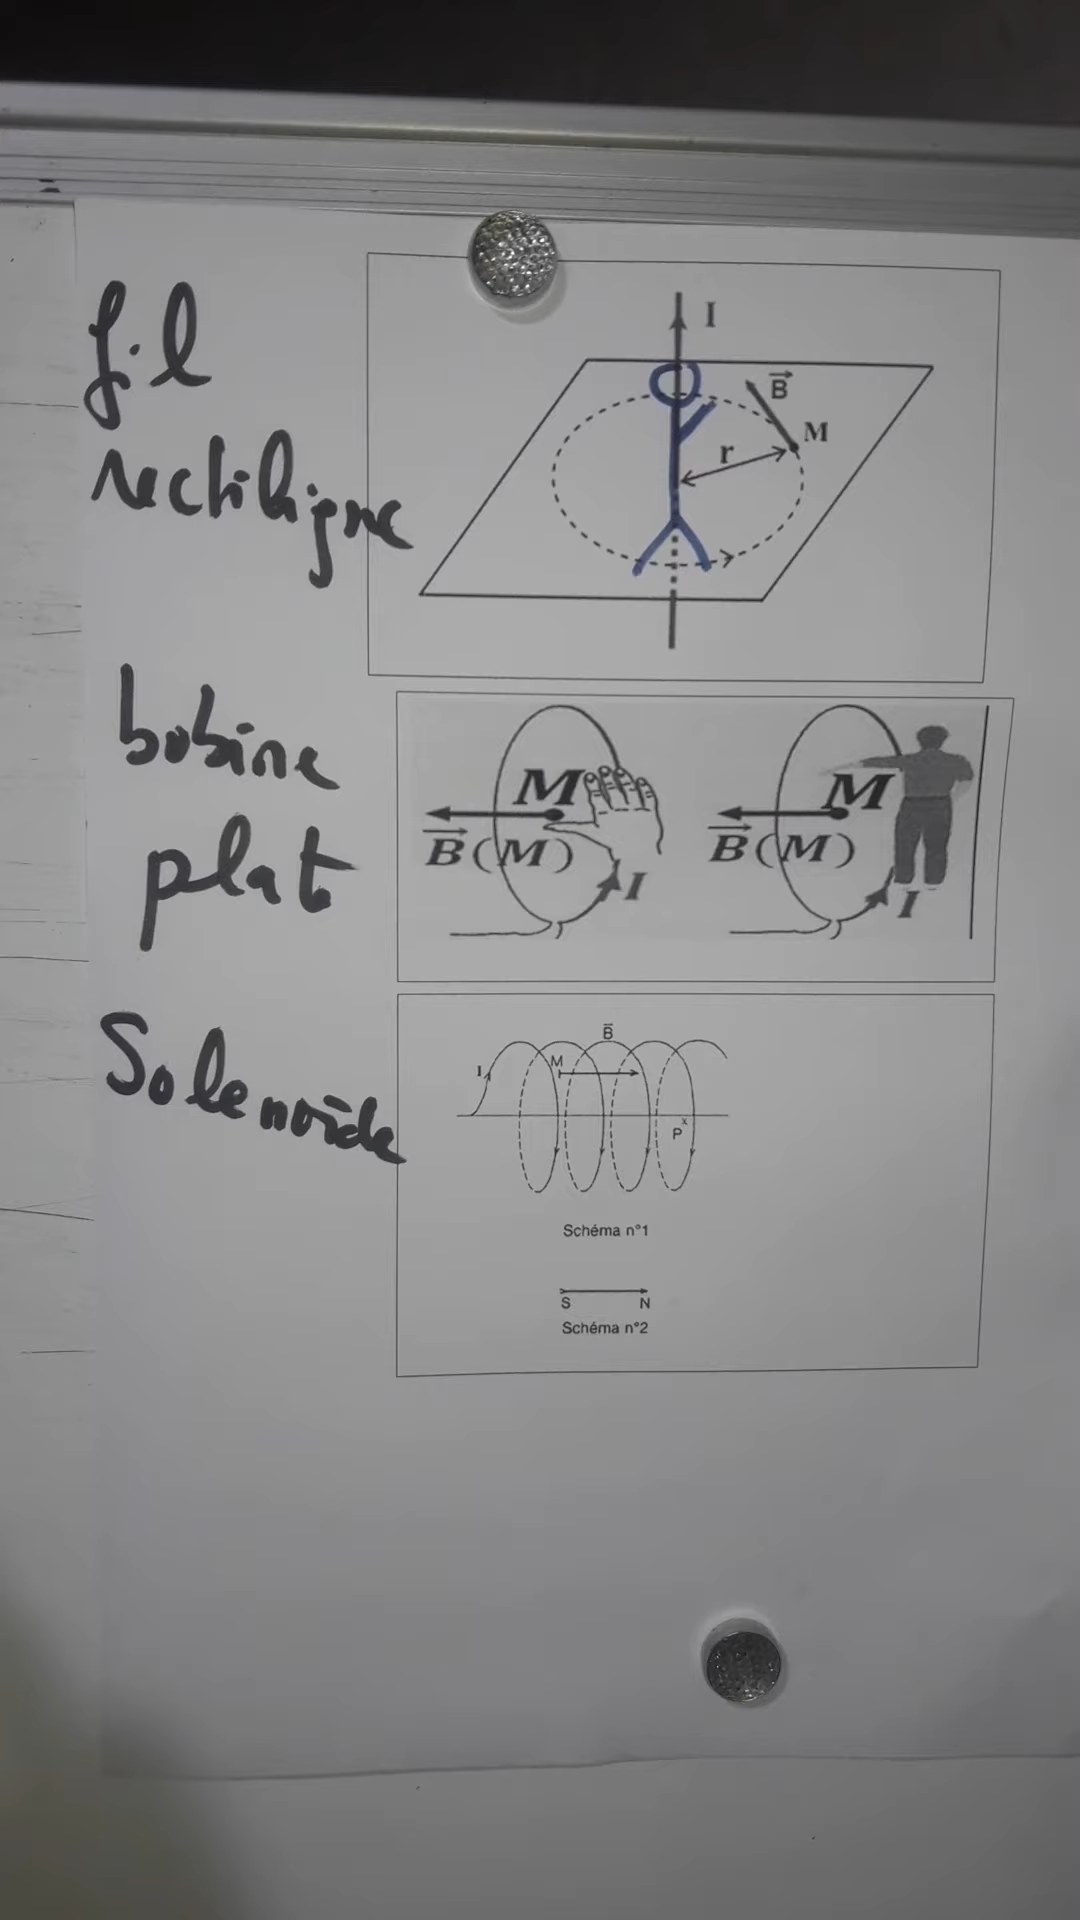 fil
rectiligne
I
B
M
r
bobine
plate
M
B(M)
I
M
B(M)
I
Solenoïde
B
M
I
P x
Schéma n°1
S N
Schéma n°2